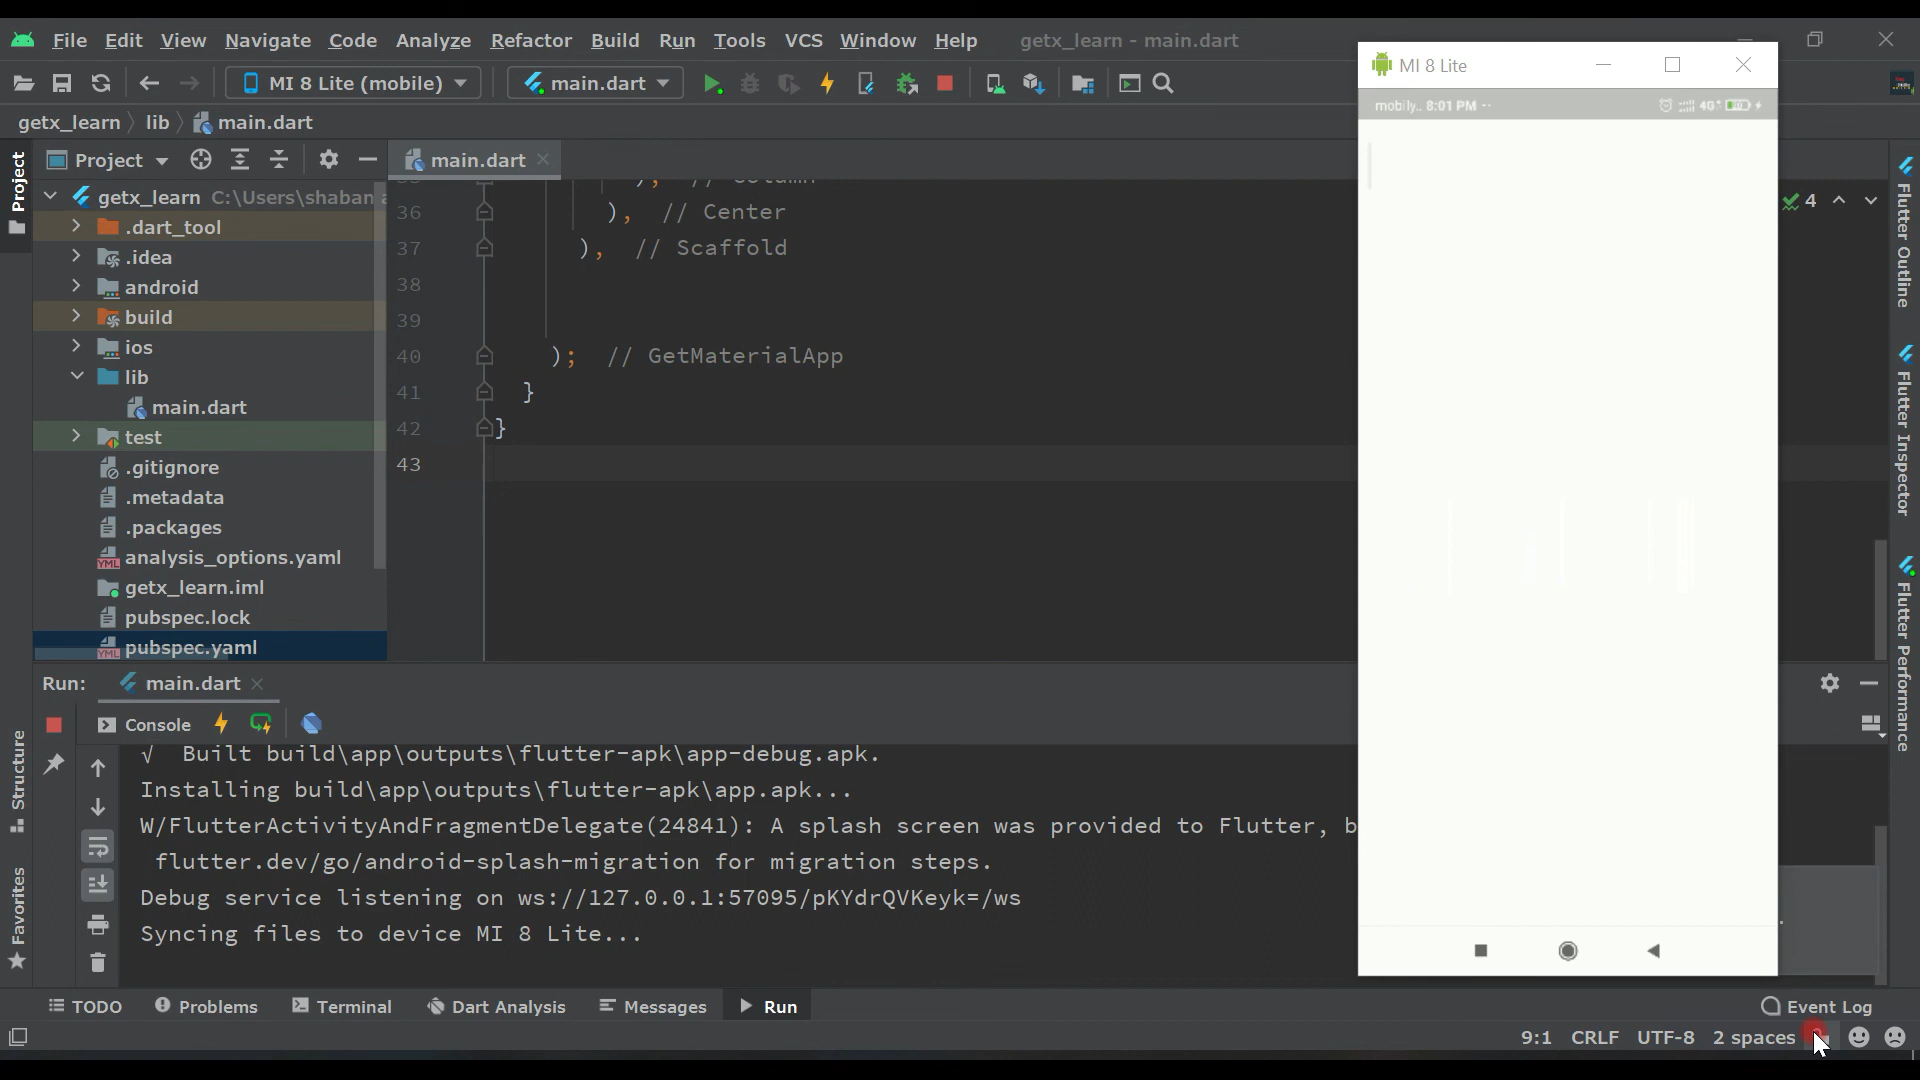 File Edit View Navigate Code Analyze Refactor Build Run Tools VCS Window Help getx_learn - main.dart
MI 8 Lite (mobile) main.dart
getx_learn lib main.dart
Project
main.dart
getx_learn C:\Users\shaban
.dart_tool
.idea
android
build
ios
lib
main.dart
test
.gitignore
.metadata
.packages
analysis_options.yaml
getx_learn.iml
pubspec.lock
pubspec.yaml
36 ), // Center
37 ), // Scaffold
38
39
40 ); // GetMaterialApp
41 }
42 }
43
4
MI 8 Lite
mobily.. 8:01 PM
4G+
Project
Structure
Favorites
Flutter Outline
Flutter Inspector
Flutter Performance
Run: main.dart
Console
√ Built build\app\outputs\flutter-apk\app-debug.apk.
Installing build\app\outputs\flutter-apk\app.apk...
W/FlutterActivityAndFragmentDelegate(24841): A splash screen was provided to Flutter, b
flutter.dev/go/android-splash-migration for migration steps.
Debug service listening on ws://127.0.0.1:57095/pKYdrQVKeyk=/ws
Syncing files to device MI 8 Lite...
TODO Problems Terminal Dart Analysis Messages Run Event Log
9:1 CRLF UTF-8 2 spaces